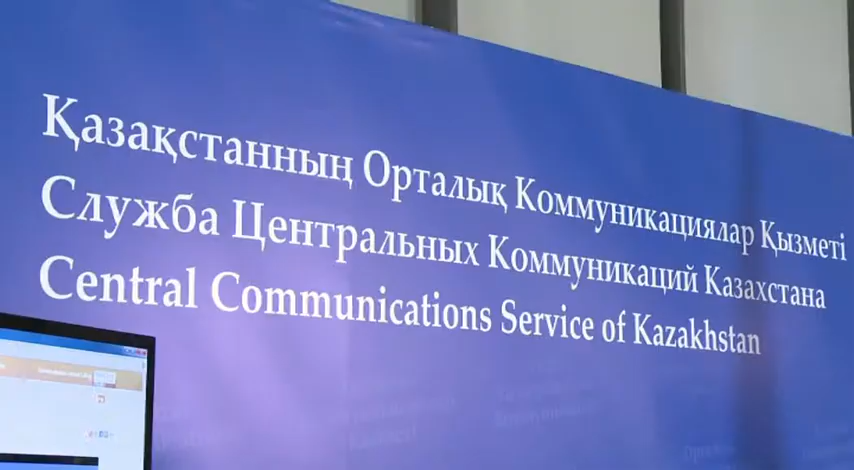 Қазақстанның Орталық Коммуникациялар Қызметі
Служба Центральных Коммуникаций Казахстана
Central Communications Service of Kazakhstan